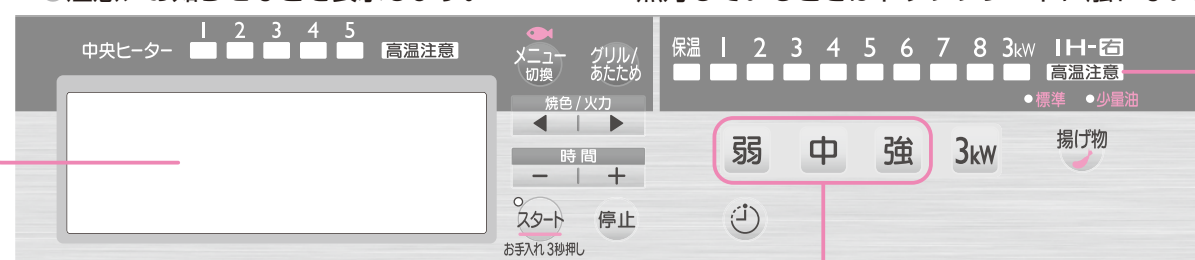 中央ヒーター 1 2 3 4 5 高温注意
メニュー
切換
グリル/
あたため
焼色/火力
◀ ▶
時間
− +
スタート
停止
お手入れ3秒押し
保温 1 2 3 4 5 6 7 8 3kW IH-右
高温注意
●標準 ●少量油
弱 中 強 3kW
揚げ物